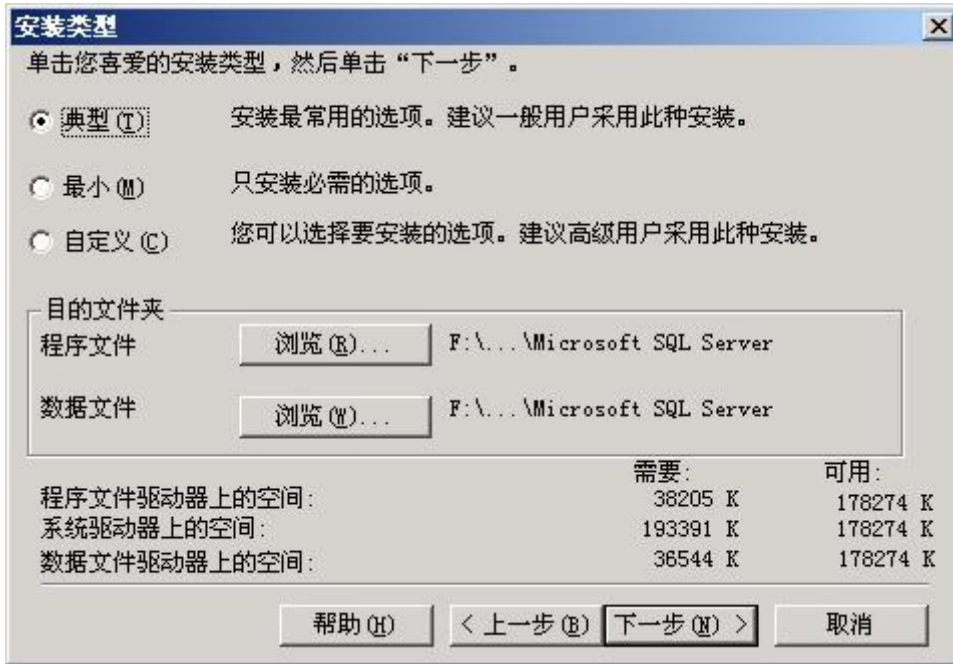 安装类型
单击您喜爱的安装类型，然后单击“下一步”。
典型(T) 安装最常用的选项。建议一般用户采用此种安装。
最小(M) 只安装必需的选项。
自定义(C) 您可以选择要安装的选项。建议高级用户采用此种安装。
目的文件夹
程序文件 浏览(R)... F:\...\Microsoft SQL Server
数据文件 浏览(W)... F:\...\Microsoft SQL Server
需要: 可用:
程序文件驱动器上的空间: 38205 K 178274 K
系统驱动器上的空间: 193391 K 178274 K
数据文件驱动器上的空间: 36544 K 178274 K
帮助(H) < 上一步(B) 下一步(N) > 取消